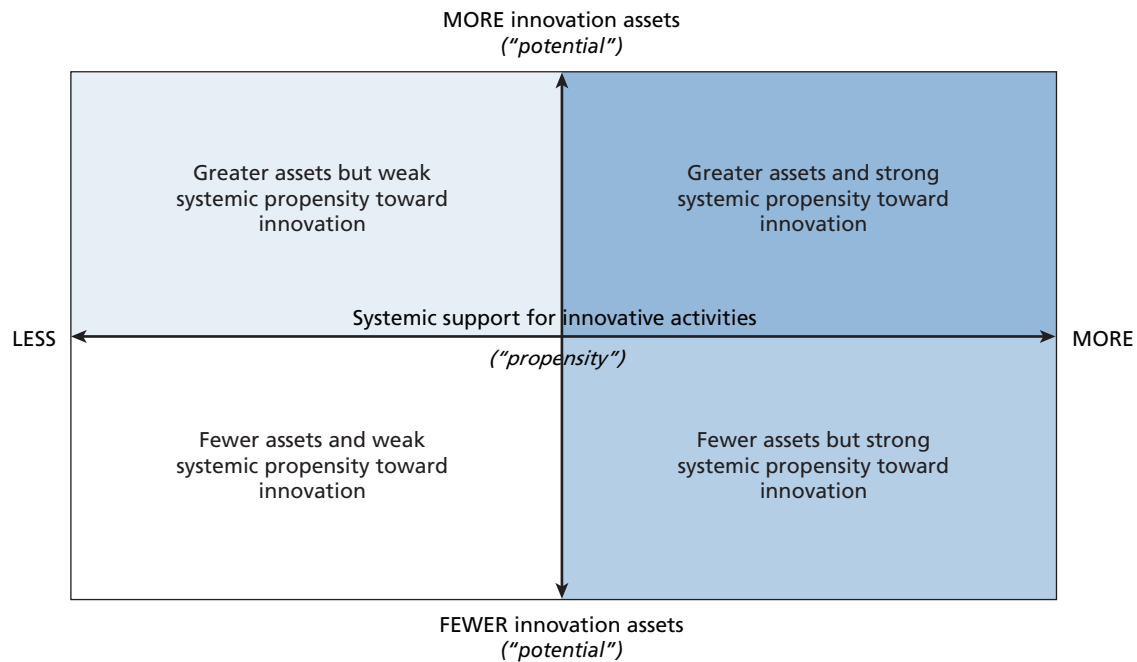 MORE innovation assets
(“potential”)
Greater assets but weak
systemic propensity toward
innovation
Greater assets and strong
systemic propensity toward
innovation
Systemic support for innovative activities
LESS
MORE
(“propensity”)
Fewer assets and weak
systemic propensity toward
innovation
Fewer assets but strong
systemic propensity toward
innovation
FEWER innovation assets
(“potential”)